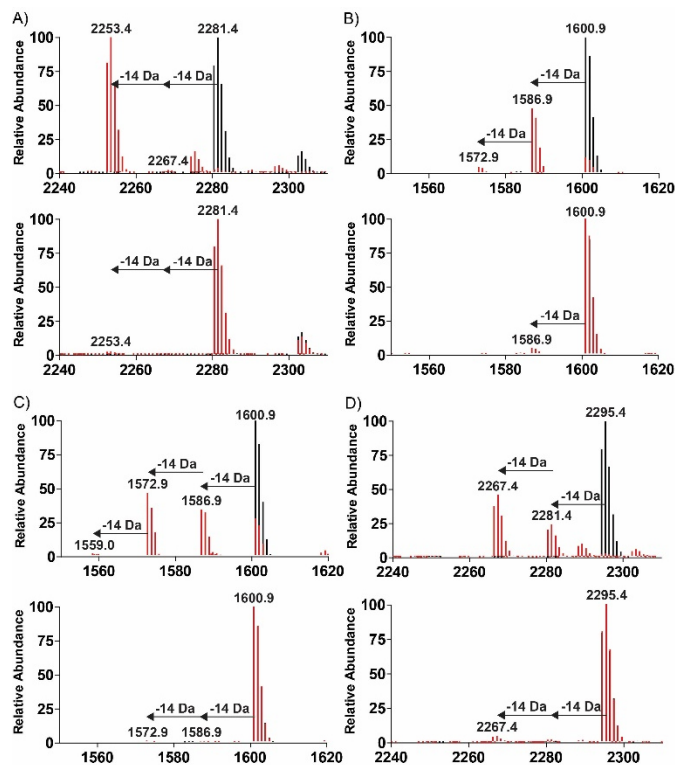 A)
2253.4 2281.4
100
75
50
25
0
Relative Abundance
-14 Da -14 Da
2267.4
2240 2260 2280 2300
100
75
50
25
0
Relative Abundance
2281.4
-14 Da -14 Da
2253.4
2240 2260 2280 2300
B)
1600.9
100
75
50
25
0
Relative Abundance
-14 Da
1586.9
-14 Da
1572.9
1560 1580 1600 1620
1600.9
100
75
50
25
0
Relative Abundance
-14 Da
1586.9
1560 1580 1600 1620
C)
1600.9
100
75
50
25
0
Relative Abundance
-14 Da
1572.9
-14 Da
1586.9
-14 Da
1559.0
1560 1580 1600 1620
1600.9
100
75
50
25
0
Relative Abundance
-14 Da -14 Da
1572.9 1586.9
1560 1580 1600 1620
D)
2295.4
100
75
50
25
0
Relative Abundance
-14 Da
2267.4
-14 Da
2281.4
2240 2260 2280 2300
2295.4
100
75
50
25
0
Relative Abundance
-14 Da -14 Da
2267.4
2240 2260 2280 2300